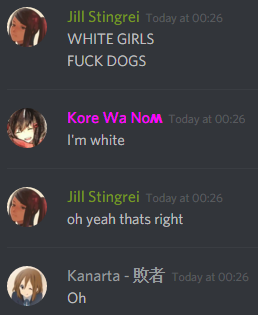 Jill Stingrei Today at 00:26
WHITE GIRLS
FUCK DOGS
Kore Wa Noʍ Today at 00:26
I'm white
Jill Stingrei Today at 00:26
oh yeah thats right
Kanarta - 敗者 Today at 00:26
Oh